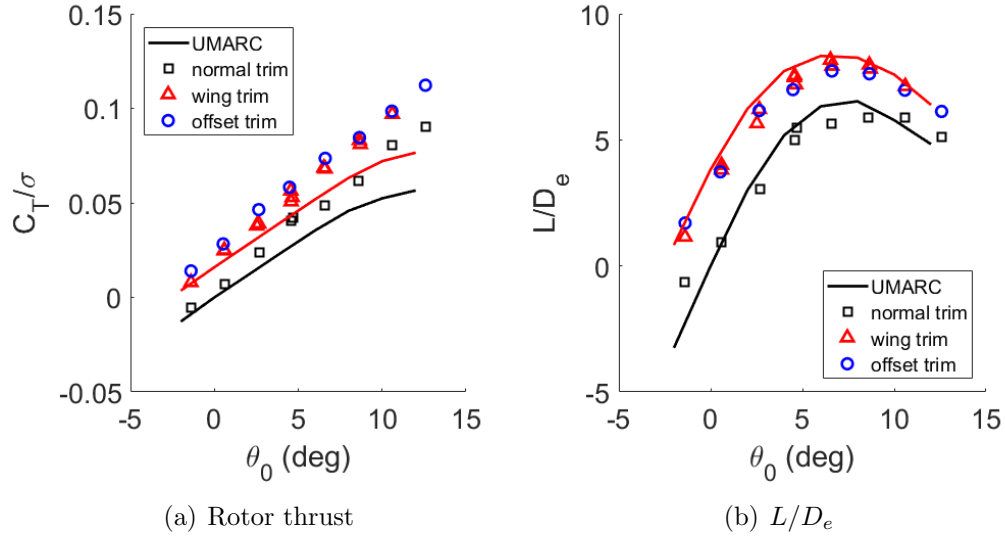 0.15
0.1
0.05
0
-0.05
C_T/σ
UMARC
normal trim
wing trim
offset trim
-5 0 5 10 15
θ_0 (deg)
(a) Rotor thrust
10
5
0
-5
L/D_e
UMARC
normal trim
wing trim
offset trim
-5 0 5 10 15
θ_0 (deg)
(b) L/D_e